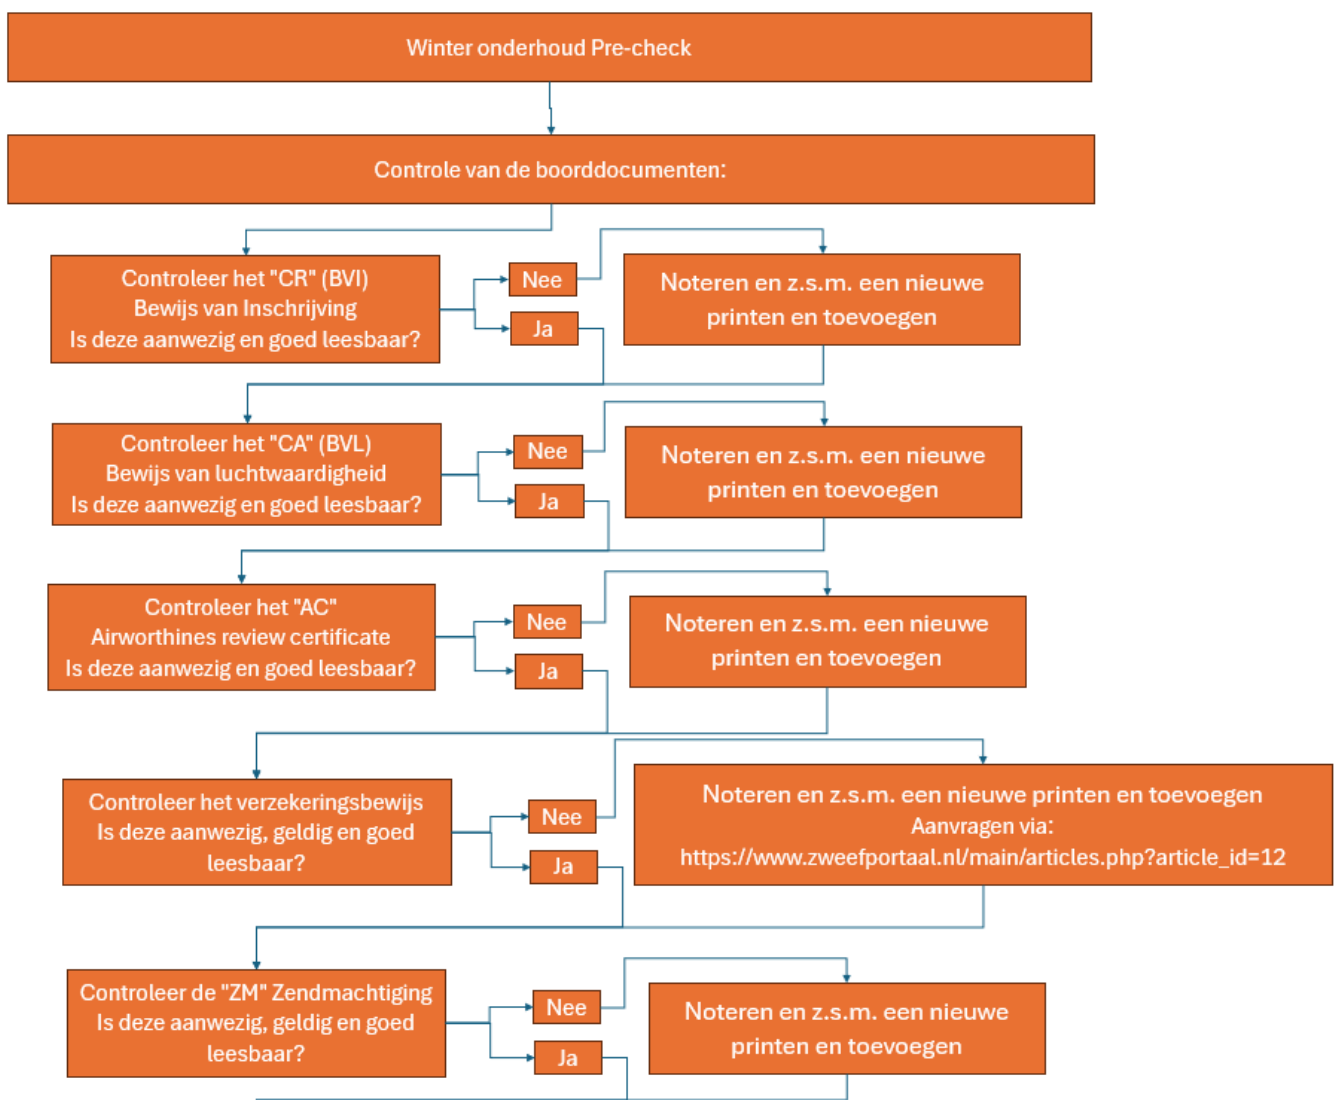 Winter onderhoud Pre-check
Controle van de boorddocumenten:
Controleer het "CR" (BVI)
Bewijs van Inschrijving
Is deze aanwezig en goed leesbaar?
Nee
Ja
Noteren en z.s.m. een nieuwe
printen en toevoegen
Controleer het "CA" (BVL)
Bewijs van luchtwaardigheid
Is deze aanwezig en goed leesbaar?
Nee
Ja
Noteren en z.s.m. een nieuwe
printen en toevoegen
Controleer het "AC"
Airworthines review certificate
Is deze aanwezig en goed leesbaar?
Nee
Ja
Noteren en z.s.m. een nieuwe
printen en toevoegen
Controleer het verzekeringsbewijs
Is deze aanwezig, geldig en goed
leesbaar?
Nee
Ja
Noteren en z.s.m. een nieuwe printen en toevoegen
Aanvragen via:
https://www.zweefportaal.nl/main/articles.php?article_id=12
Controleer de "ZM" Zendmachtiging
Is deze aanwezig, geldig en goed
leesbaar?
Nee
Ja
Noteren en z.s.m. een nieuwe
printen en toevoegen